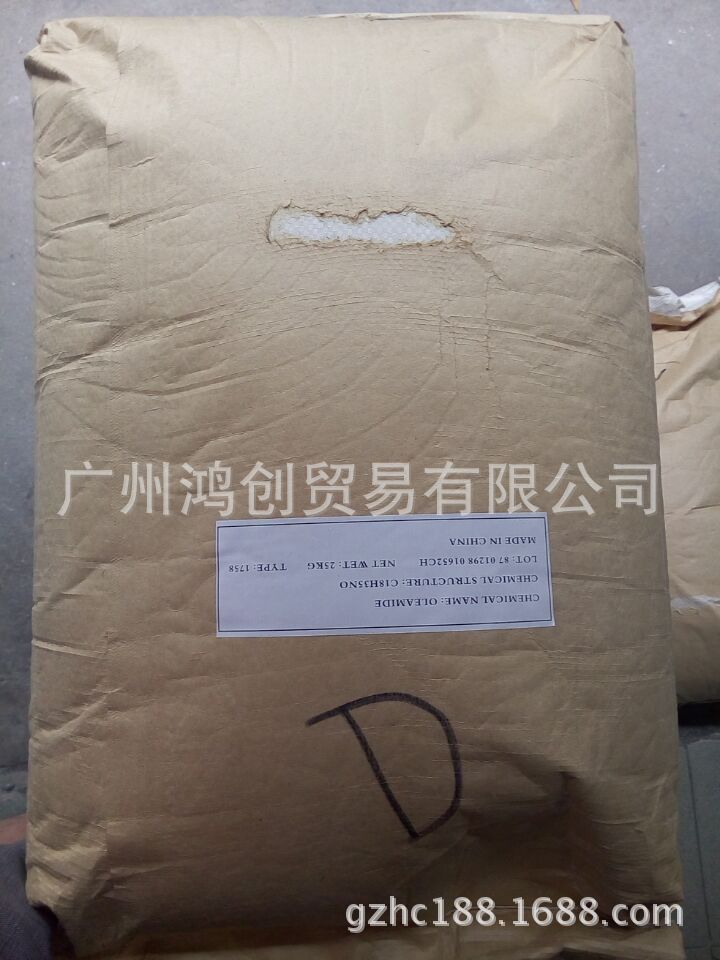 广州鸿创贸易有限公司
CHEMICAL NAME: OLEAMIDE
CHEMICAL STRUCTURE: C18H35NO
LOT: 87 01298 01652CH NET WET: 25KG TYPE: 1758
MADE IN CHINA
D
gzhc188.1688.com